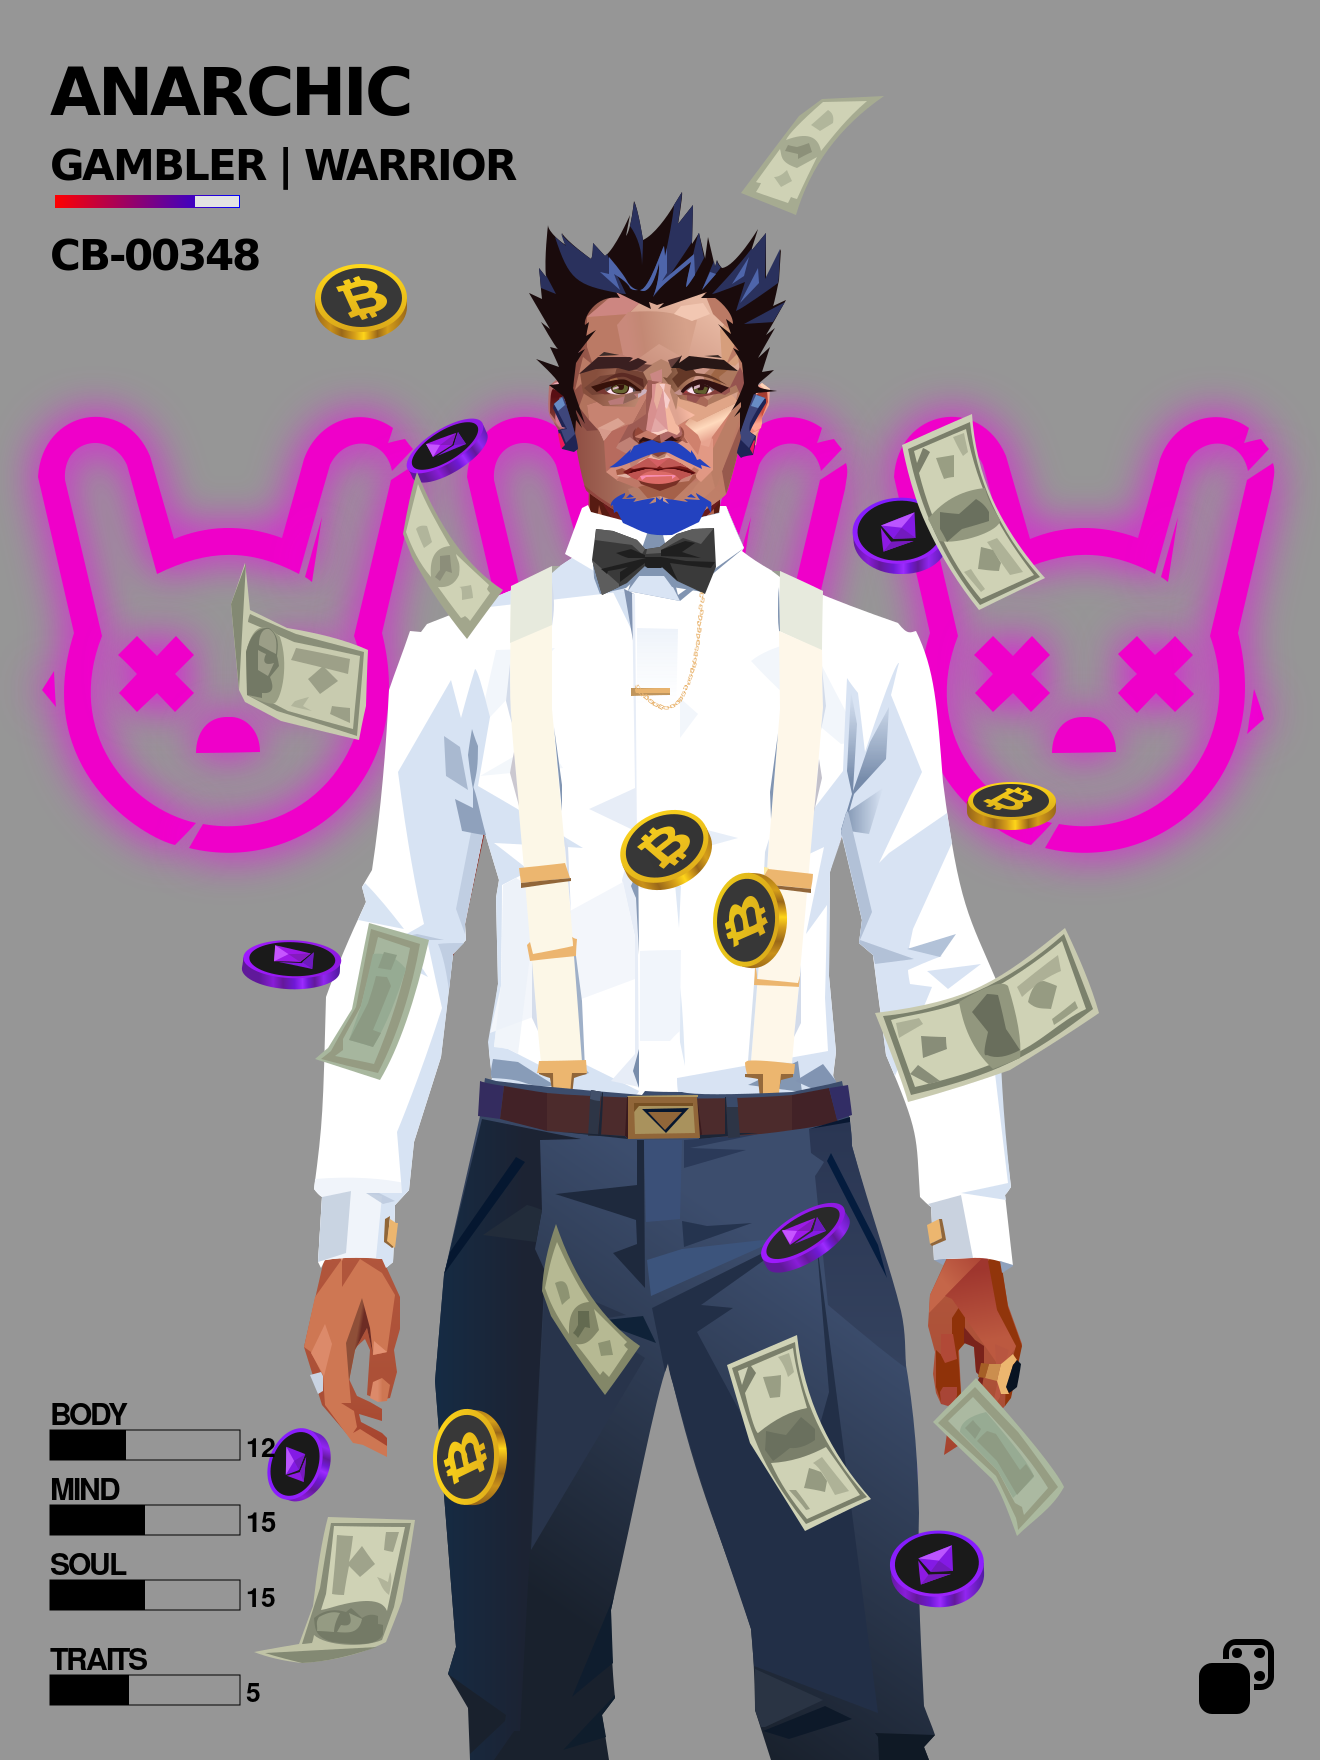 ANARCHIC
GAMBLER | WARRIOR
CB-00348
BODY
12
MIND
15
SOUL
15
TRAITS
5